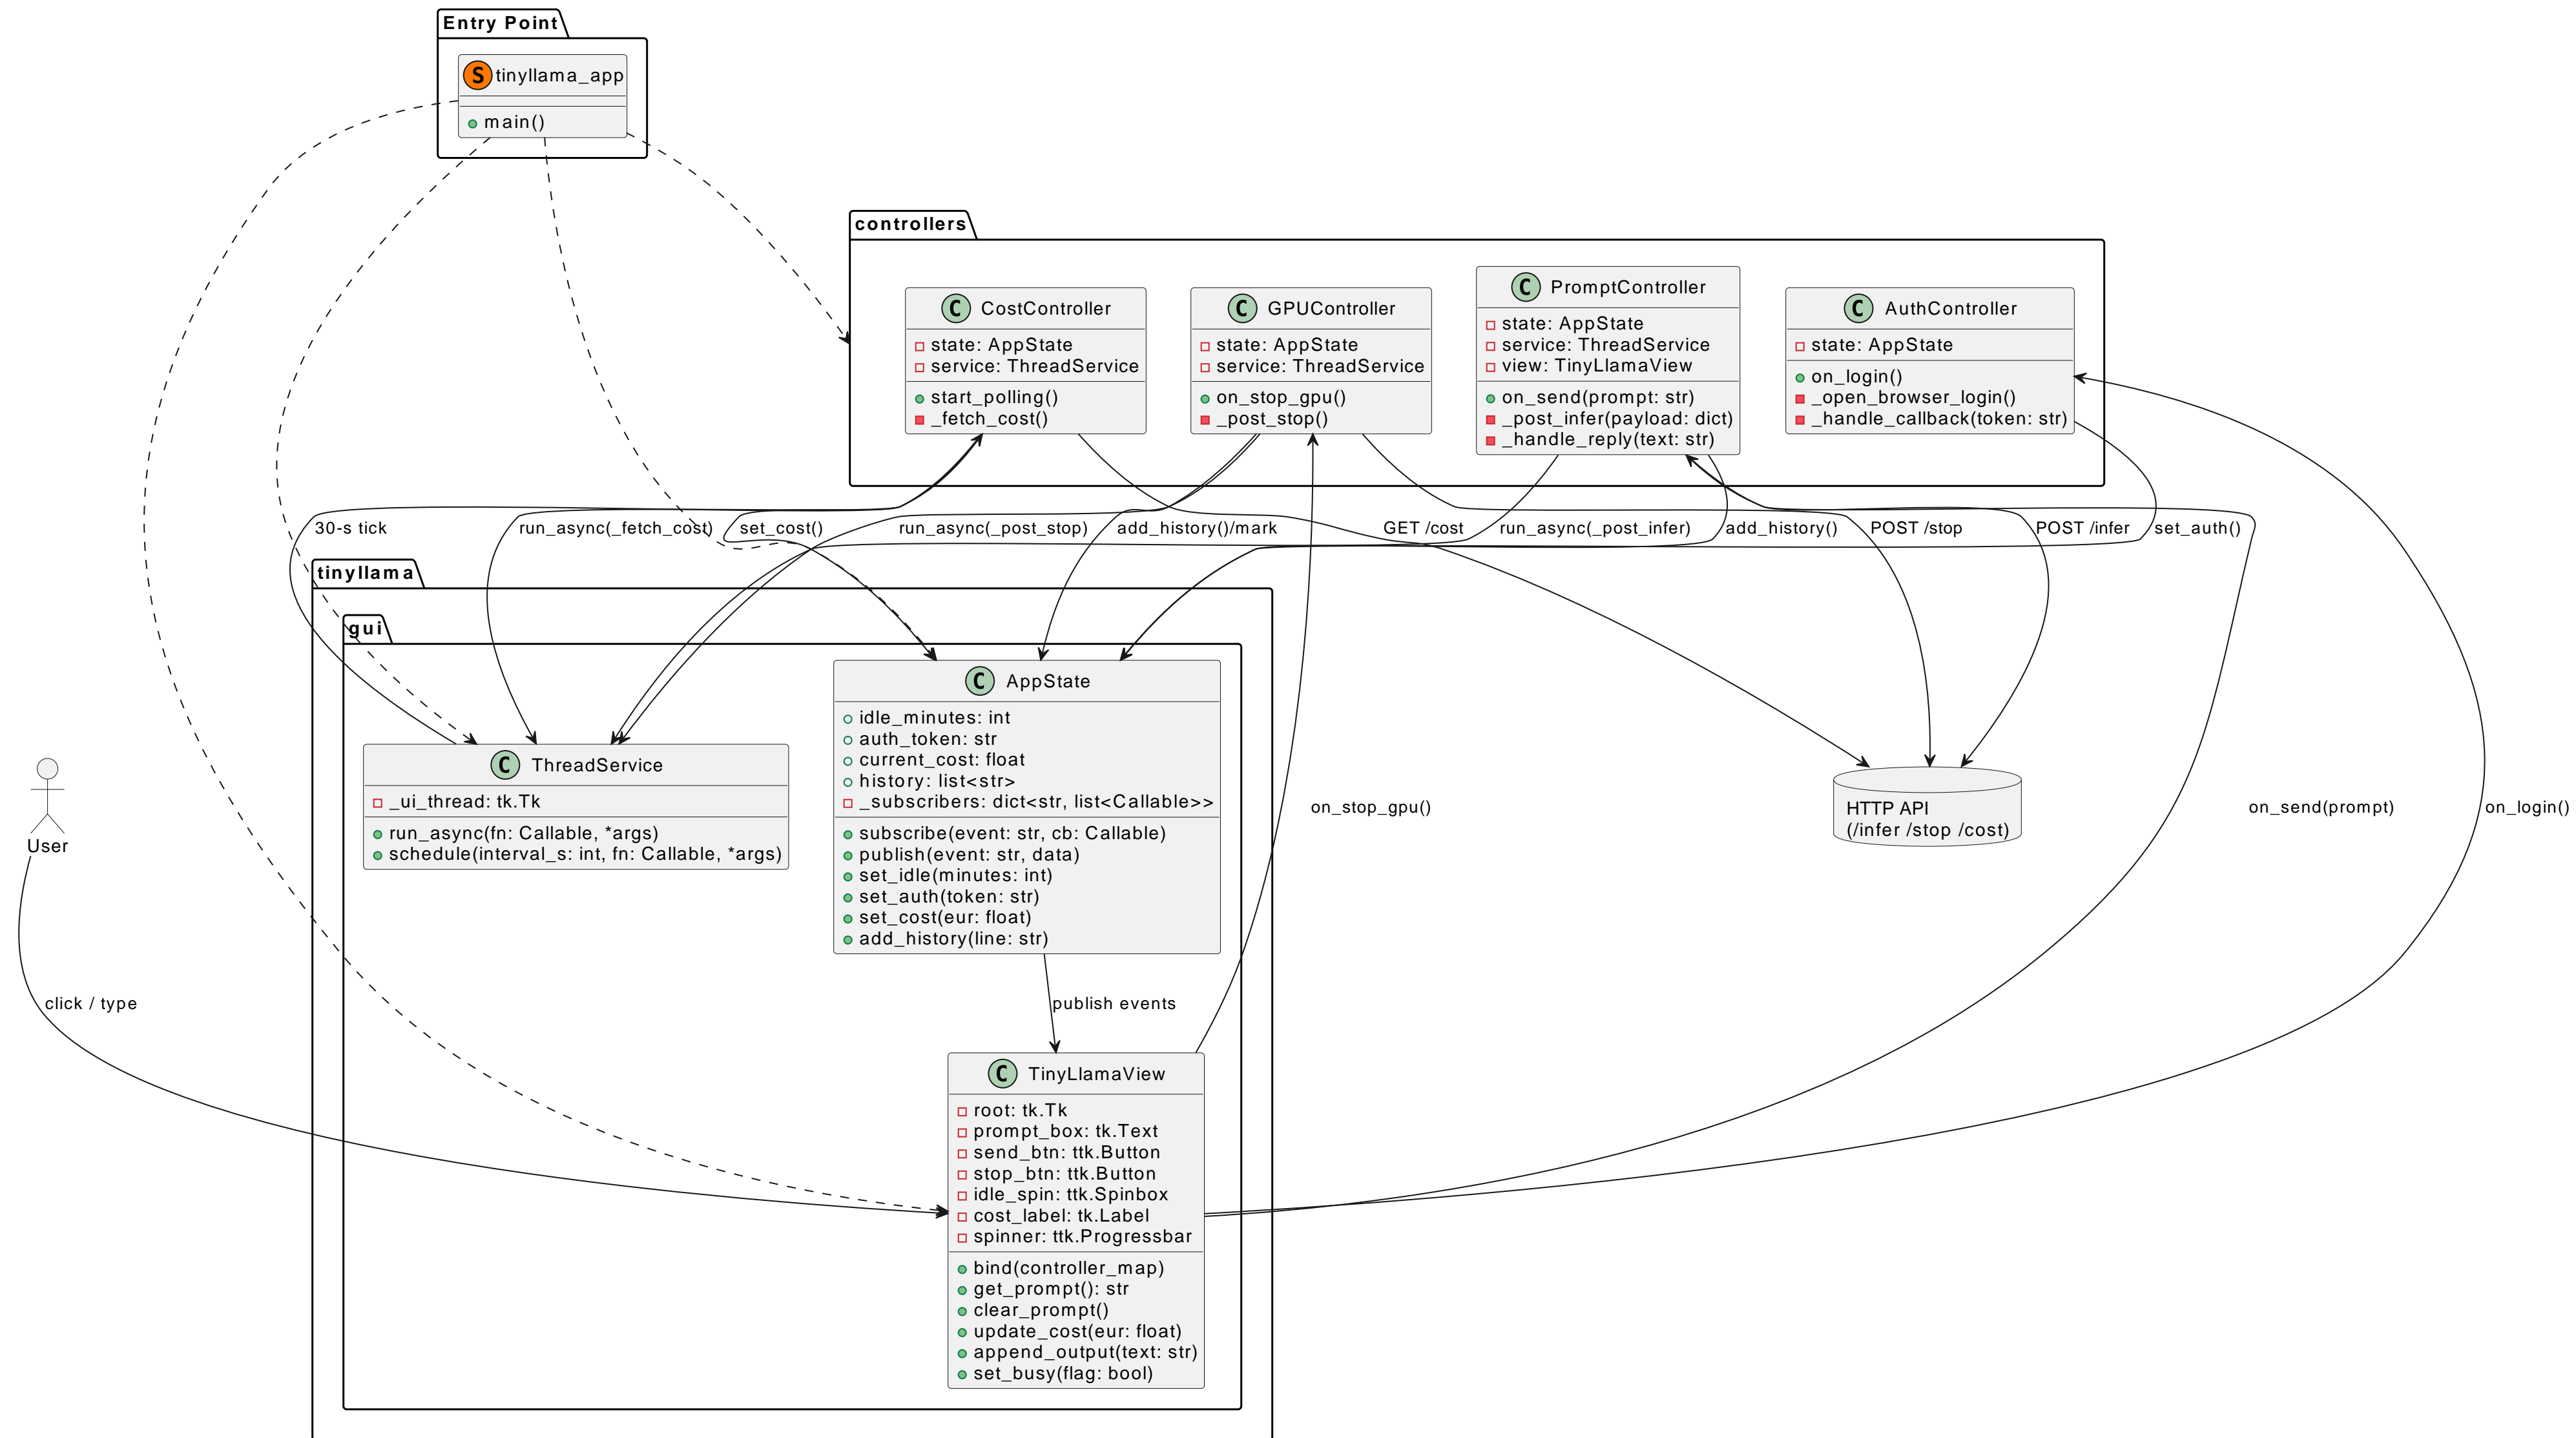 Entry Point
S tinyllama_app
main()
controllers
C CostController
state: AppState
service: ThreadService
start_polling()
_fetch_cost()
C GPUController
state: AppState
service: ThreadService
on_stop_gpu()
_post_stop()
C PromptController
state: AppState
service: ThreadService
view: TinyLlamaView
on_send(prompt: str)
_post_infer(payload: dict)
_handle_reply(text: str)
C AuthController
state: AppState
on_login()
_open_browser_login()
_handle_callback(token: str)
30-s tick
run_async(_fetch_cost)
set_cost()
run_async(_post_stop)
add_history()/mark
GET /cost
run_async(_post_infer)
add_history()
POST /stop
POST /infer
set_auth()
tinyllama
gui
C ThreadService
_ui_thread: tk.Tk
run_async(fn: Callable, *args)
schedule(interval_s: int, fn: Callable, *args)
C AppState
idle_minutes: int
auth_token: str
current_cost: float
history: list<str>
_subscribers: dict<str, list<Callable>>
subscribe(event: str, cb: Callable)
publish(event: str, data)
set_idle(minutes: int)
set_auth(token: str)
set_cost(eur: float)
add_history(line: str)
User
on_stop_gpu()
HTTP API
(/infer /stop /cost)
on_send(prompt)
on_login()
click / type
publish events
C TinyLlamaView
root: tk.Tk
prompt_box: tk.Text
send_btn: ttk.Button
stop_btn: ttk.Button
idle_spin: ttk.Spinbox
cost_label: tk.Label
spinner: ttk.Progressbar
bind(controller_map)
get_prompt(): str
clear_prompt()
update_cost(eur: float)
append_output(text: str)
set_busy(flag: bool)